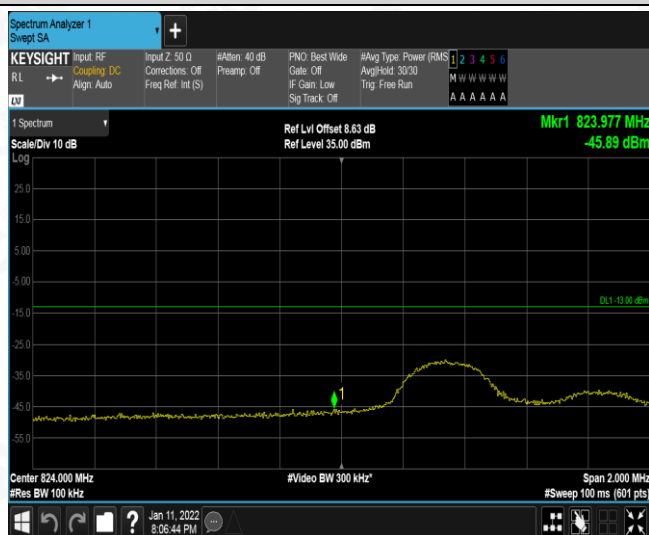 Spectrum Analyzer 1
Swept SA
+
KEYSIGHT
RL
Input: RF
Coupling: DC
Align: Auto
Input Z: 50 Ω
Corrections: Off
Freq Ref: Int (S)
#Atten: 40 dB
Preamp: Off
PNO: Best Wide
Gate: Off
IF Gain: Low
Sig Track: Off
#Avg Type: Power (RMS
Avg|Hold: 30/30
Trig: Free Run
1 2 3 4 5 6
M W W W W W
A A A A A A
LXI
1 Spectrum
Scale/Div 10 dB
Log
Ref Lvl Offset 8.63 dB
Ref Level 35.00 dBm
Mkr1 823.977 MHz
-45.89 dBm
25.0
15.0
5.00
-5.00
DL1 -13.00 dBm
-15.0
-25.0
-35.0
1
-45.0
-55.0
Center 824.000 MHz
#Res BW 100 kHz
#Video BW 300 kHz*
Span 2.000 MHz
#Sweep 100 ms (601 pts)
?
Jan 11, 2022
8:06:44 PM